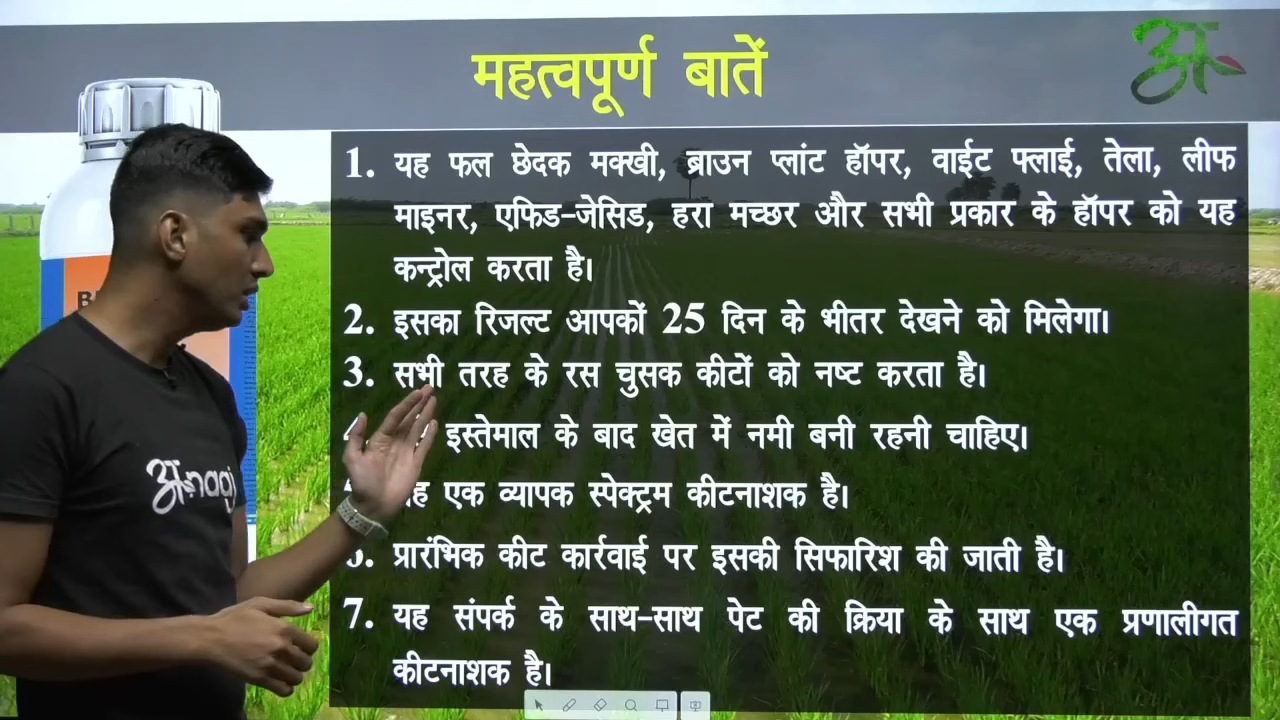 महत्वपूर्ण बातें
अ
1. यह फल छेदक मक्खी, ब्राउन प्लांट हॉपर, वाईट फ्लाई, तेला, लीफ
माइनर, एफिड-जेसिड, हरा मच्छर और सभी प्रकार के हॉपर को यह
कन्ट्रोल करता है।
2. इसका रिजल्ट आपकों 25 दिन के भीतर देखने को मिलेगा।
3. सभी तरह के रस चुसक कीटों को नष्ट करता है।
इस्तेमाल के बाद खेत में नमी बनी रहनी चाहिए।
एक व्यापक स्पेक्ट्रम कीटनाशक है।
प्रारंभिक कीट कार्रवाई पर इसकी सिफारिश की जाती है।
7. यह संपर्क के साथ-साथ पेट की क्रिया के साथ एक प्रणालीगत
कीटनाशक है।
अnaaj